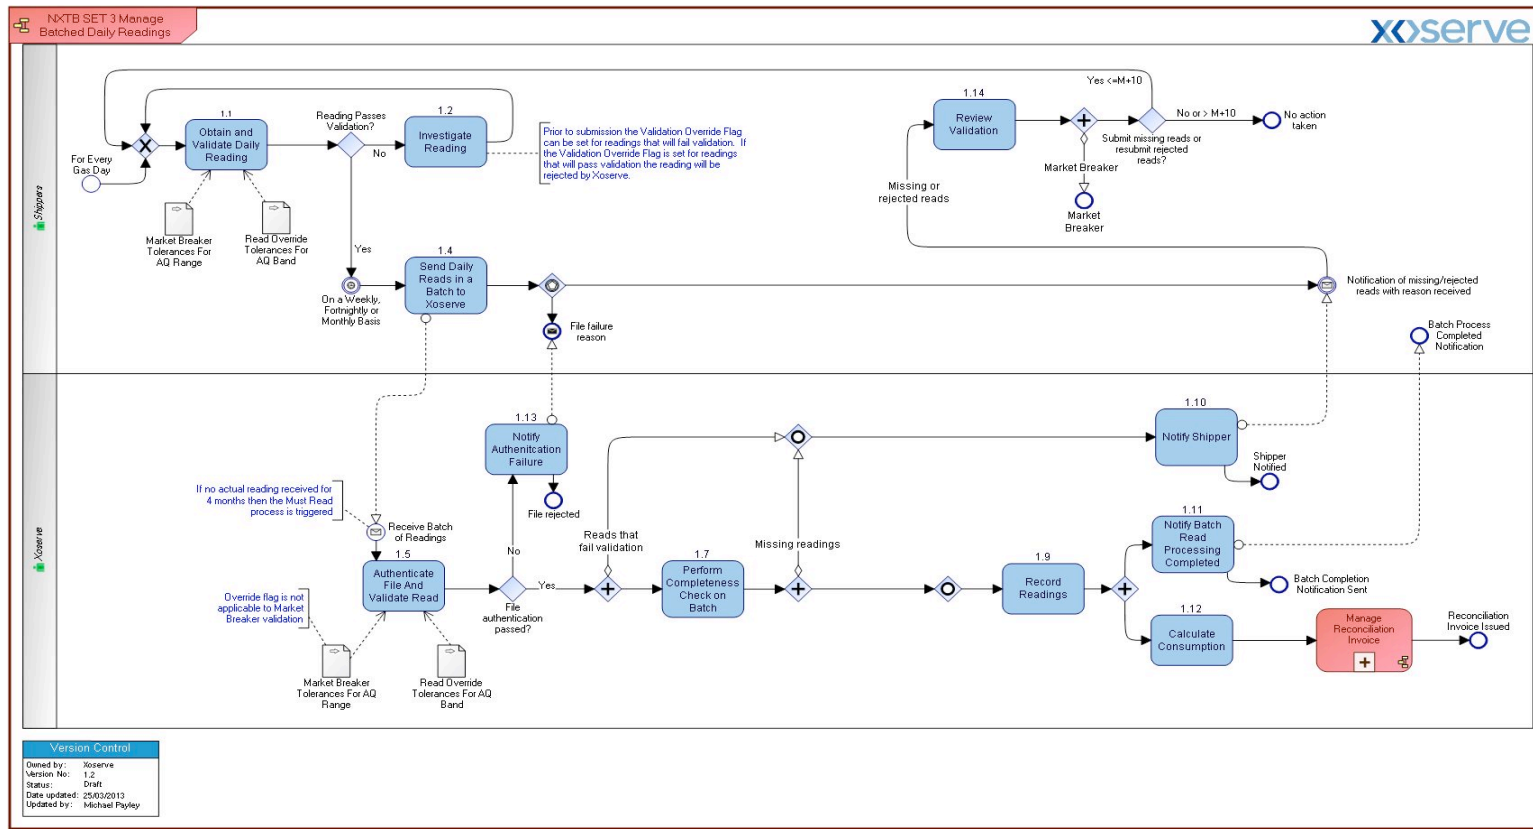 NXTB SET 3 Manage
Batched Daily Readings
xoserve
Shippers
For Every
Gas Day
1.1
Obtain and
Validate Daily
Reading
Market Breaker
Tolerances For
AQ Range
Read Override
Tolerances For
AQ Band
Reading Passes
Validation?
No
Yes
1.2
Investigate
Reading
Prior to submission the Validation Override Flag
can be set for readings that will fail validation. If
the Validation Override Flag is set for readings
that will pass validation the reading will be
rejected by Xoserve.
On a Weekly,
Fortnightly or
Monthly Basis
1.4
Send Daily
Reads in a
Batch to
Xoserve
File failure
reason
Missing or
rejected reads
1.14
Review
Validation
Market Breaker
Market
Breaker
Yes <=M+10
Submit missing reads or
resubmit rejected
reads?
No or > M+10
No action
taken
Notification of missing/rejected
reads with reason received
Batch Process
Completed
Notification
Xoserve
If no actual reading received for
4 months then the Must Read
process is triggered
Receive Batch
of Readings
1.5
Authenticate
File And
Validate Read
Override flag is not
applicable to Market
Breaker validation
Market Breaker
Tolerances For AQ
Range
Read Override
Tolerances For AQ
Band
1.13
Notify
Authenitcation
Failure
File rejected
No
File
authentication
passed?
Yes
Reads that
fail validation
1.7
Perform
Completeness
Check on
Batch
Missing readings
1.9
Record
Readings
1.10
Notify Shipper
Shipper
Notified
1.11
Notify Batch
Read
Processing
Completed
Batch Completion
Notification Sent
1.12
Calculate
Consumption
Manage
Reconciliation
Invoice
Reconciliation
Invoice Issued
Version Control
Owned by: Xoserve
Version No: 1.2
Status: Draft
Date updated: 25/03/2013
Updated by: Michael Payley